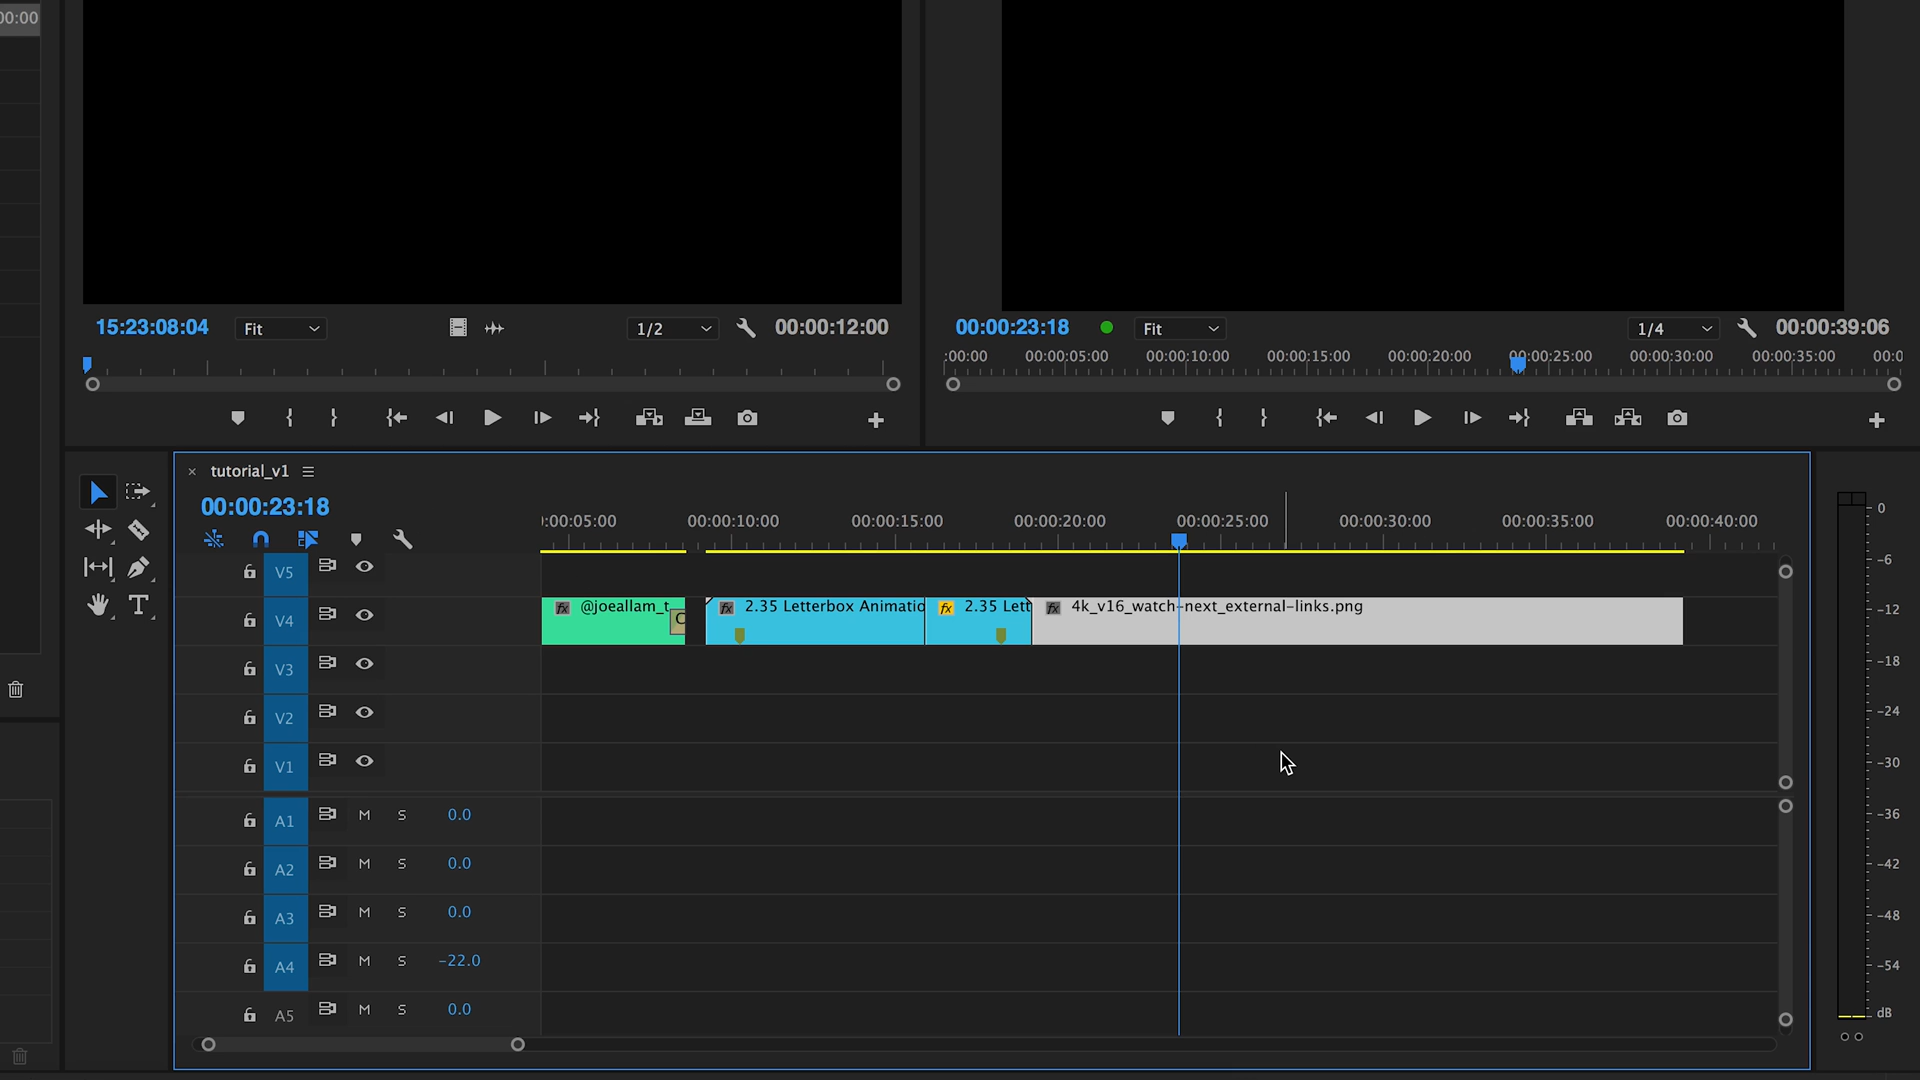 00:00
15:23:08:04 Fit 1/2 00:00:12:00
00:00:23:18 Fit 1/4 00:00:39:06
:00:00 00:00:05:00 00:00:10:00 00:00:15:00 00:00:20:00 00:00:25:00 00:00:30:00 00:00:35:00 00:0
tutorial_v1
00:00:23:18
:00:05:00 00:00:10:00 00:00:15:00 00:00:20:00 00:00:25:00 00:00:30:00 00:00:35:00 00:00:40:00
V5
V4 fx @joeallam_t C fx 2.35 Letterbox Animatio fx 2.35 Lett fx 4k_v16_watch-next_external-links.png
V3
V2
V1
A1 M S 0.0
A2 M S 0.0
A3 M S 0.0
A4 M S -22.0
A5 M S 0.0
T
0
-6
-12
-18
-24
-30
-36
-42
-48
-54
dB